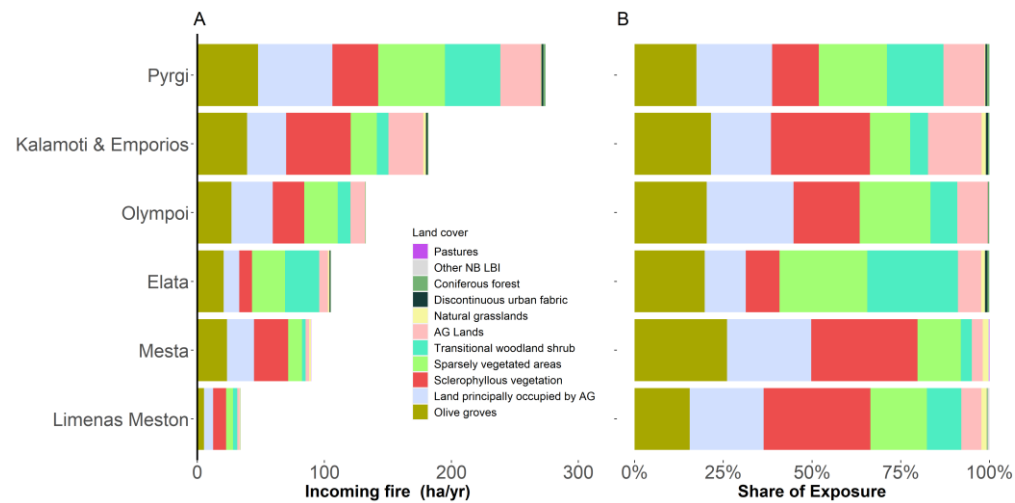 A
B
Pyrgi
Kalamoti & Emporios
Olympoi
Elata
Mesta
Limenas Meston
Land cover
Pastures
Other NB LBI
Coniferous forest
Discontinuous urban fabric
Natural grasslands
AG Lands
Transitional woodland shrub
Sparsely vegetated areas
Sclerophyllous vegetation
Land principally occupied by AG
Olive groves
0 100 200 300
Incoming fire (ha/yr)
0% 25% 50% 75% 100%
Share of Exposure